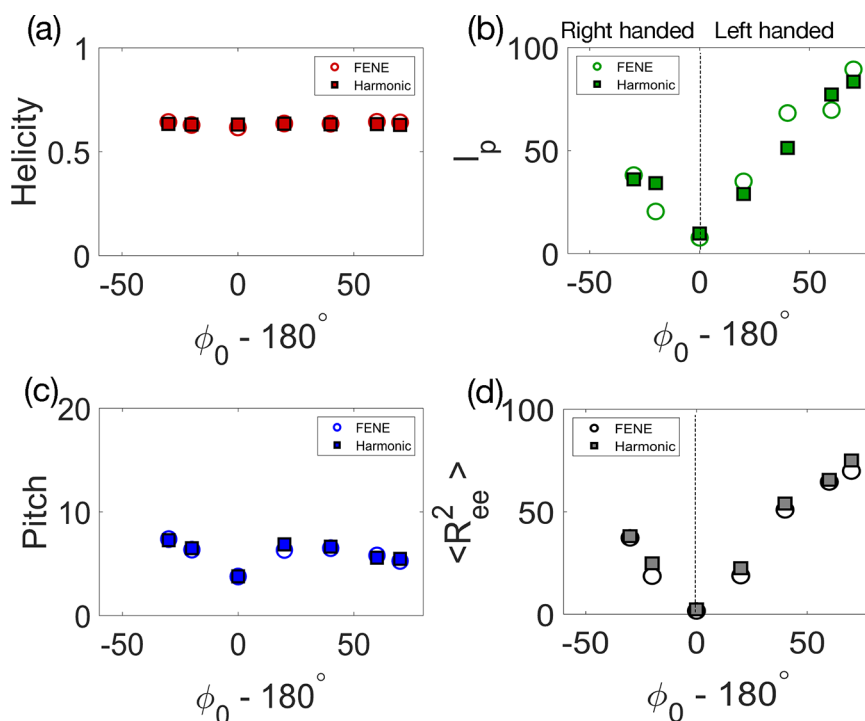 (a)
1
0.5
0
Helicity
FENE
Harmonic
-50
0
50
ϕ0 - 180°
(b)
Right handed
Left handed
100
50
0
lp
FENE
Harmonic
-50
0
50
ϕ0 - 180°
(c)
20
10
0
Pitch
FENE
Harmonic
-50
0
50
ϕ0 - 180°
(d)
100
50
0
<R²ee >
FENE
Harmonic
-50
0
50
ϕ0 - 180°